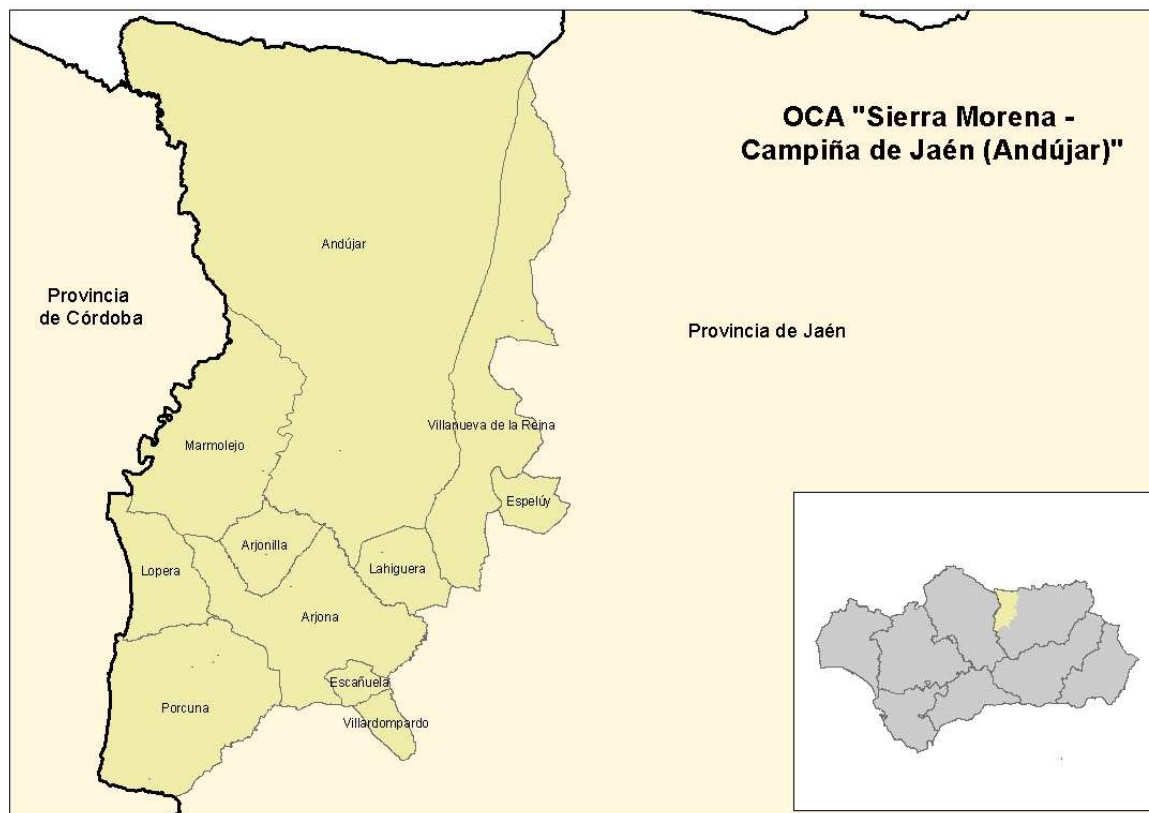 OCA "Sierra Morena -
Campiña de Jaén (Andújar)"
Andújar
Provincia
de Córdoba
Provincia de Jaén
Villanueva de la Reina
Marmolejo
Espelúy
Arjonilla
Lopera
Lahiguera
Arjona
Escañuela
Porcuna
Villardompardo